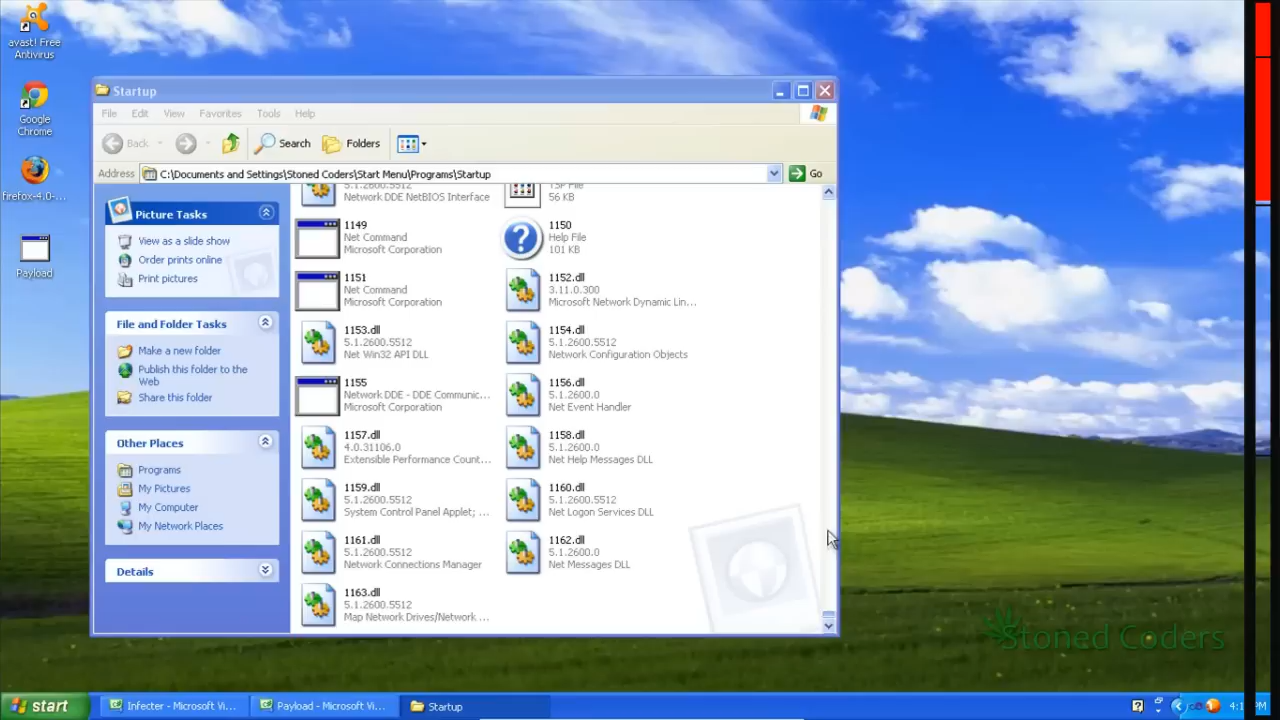 avast! Free
Antivirus
Google
Chrome
firefox-4.0-...
Payload
Startup
File Edit View Favorites Tools Help
Back Search Folders
Address C:\Documents and Settings\Stoned Coders\Start Menu\Programs\Startup Go
Picture Tasks
View as a slide show
Order prints online
Print pictures
File and Folder Tasks
Make a new folder
Publish this folder to the
Web
Share this folder
Other Places
Programs
My Pictures
My Computer
My Network Places
Details
5.1.2600.5512
Network DDE NetBIOS Interface
TSP File
56 KB
1149
Net Command
Microsoft Corporation
1150
Help File
101 KB
1151
Net Command
Microsoft Corporation
1152.dll
3.11.0.300
Microsoft Network Dynamic Lin...
1153.dll
5.1.2600.5512
Net Win32 API DLL
1154.dll
5.1.2600.5512
Network Configuration Objects
1155
Network DDE - DDE Communic...
Microsoft Corporation
1156.dll
5.1.2600.0
Net Event Handler
1157.dll
4.0.31106.0
Extensible Performance Count...
1158.dll
5.1.2600.0
Net Help Messages DLL
1159.dll
5.1.2600.5512
System Control Panel Applet; ...
1160.dll
5.1.2600.5512
Net Logon Services DLL
1161.dll
5.1.2600.5512
Network Connections Manager
1162.dll
5.1.2600.0
Net Messages DLL
1163.dll
5.1.2600.5512
Map Network Drives/Network ...
Stoned Coders
start
Infecter - Microsoft Vi...
Payload - Microsoft Vi...
Startup